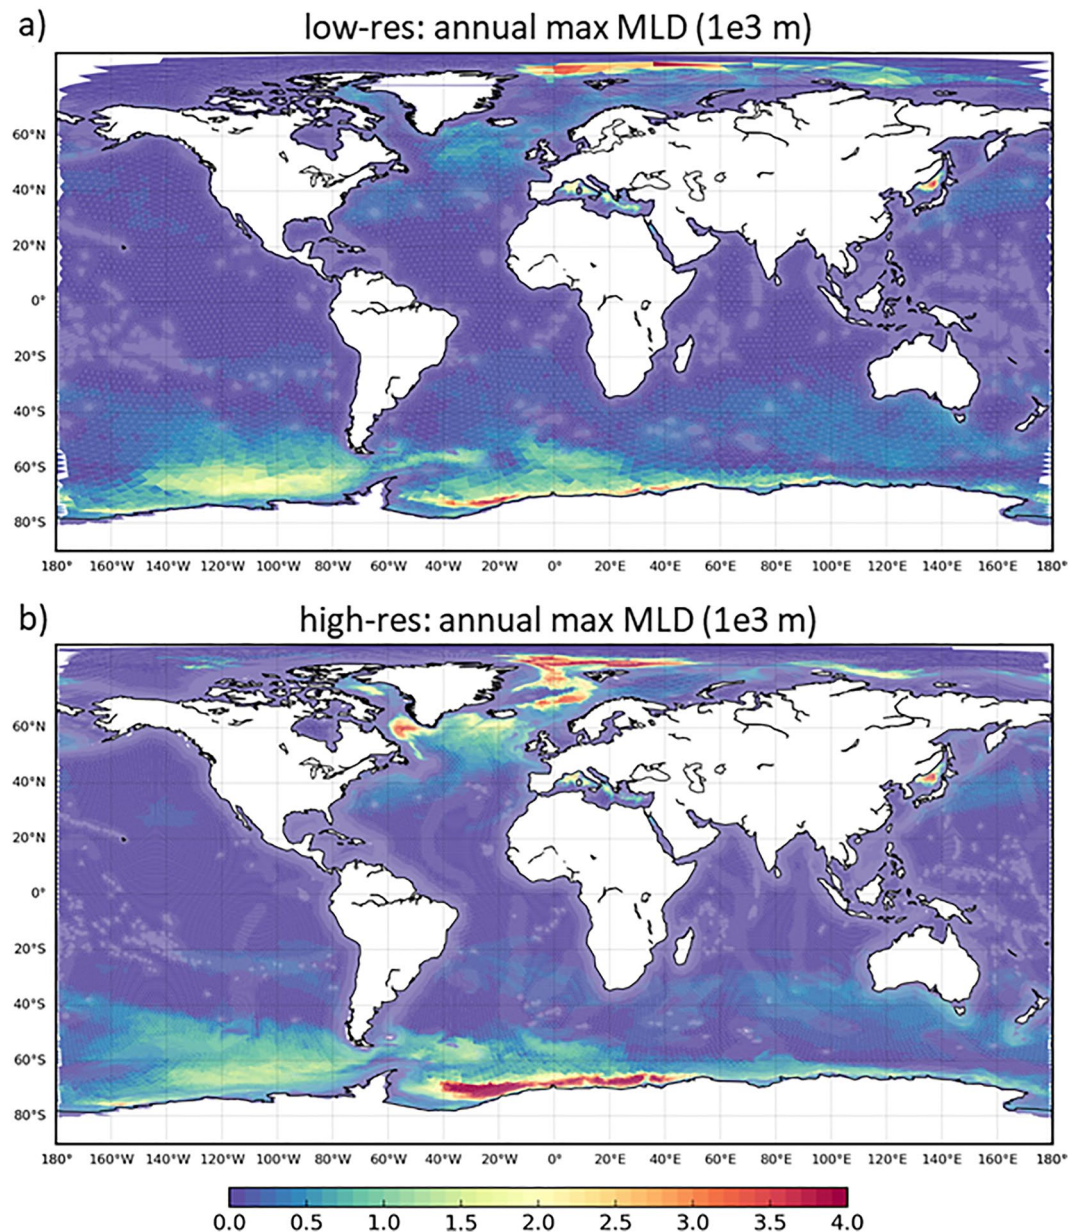 a)
low-res: annual max MLD (1e3 m)
60°N
40°N
20°N
0°
20°S
40°S
60°S
80°S
180° 160°W 140°W 120°W 100°W 80°W 60°W 40°W 20°W 0° 20°E 40°E 60°E 80°E 100°E 120°E 140°E 160°E 180°
b)
high-res: annual max MLD (1e3 m)
60°N
40°N
20°N
0°
20°S
40°S
60°S
80°S
180° 160°W 140°W 120°W 100°W 80°W 60°W 40°W 20°W 0° 20°E 40°E 60°E 80°E 100°E 120°E 140°E 160°E 180°
0.0 0.5 1.0 1.5 2.0 2.5 3.0 3.5 4.0